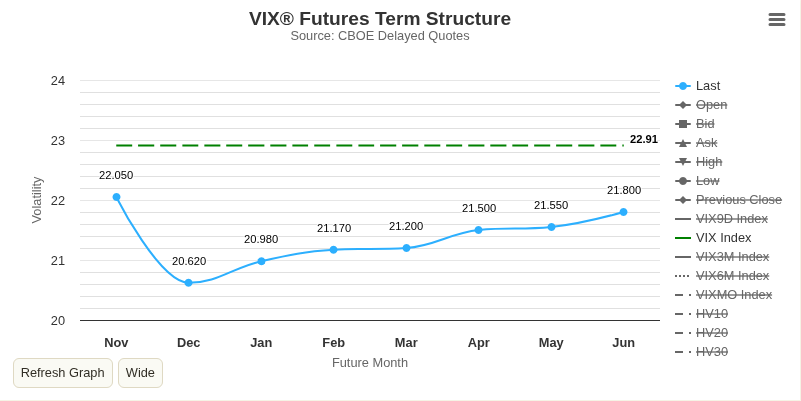 VIX® Futures Term Structure
Source: CBOE Delayed Quotes
24
23
22
21
20
Volatility
22.91
22.050
20.620
20.980
21.170
21.200
21.500
21.550
21.800
Nov Dec Jan Feb Mar Apr May Jun
Future Month
Last
Open
Bid
Ask
High
Low
Previous Close
VIX9D Index
VIX Index
VIX3M Index
VIX6M Index
VIXMO Index
HV10
HV20
HV30
Refresh Graph
Wide